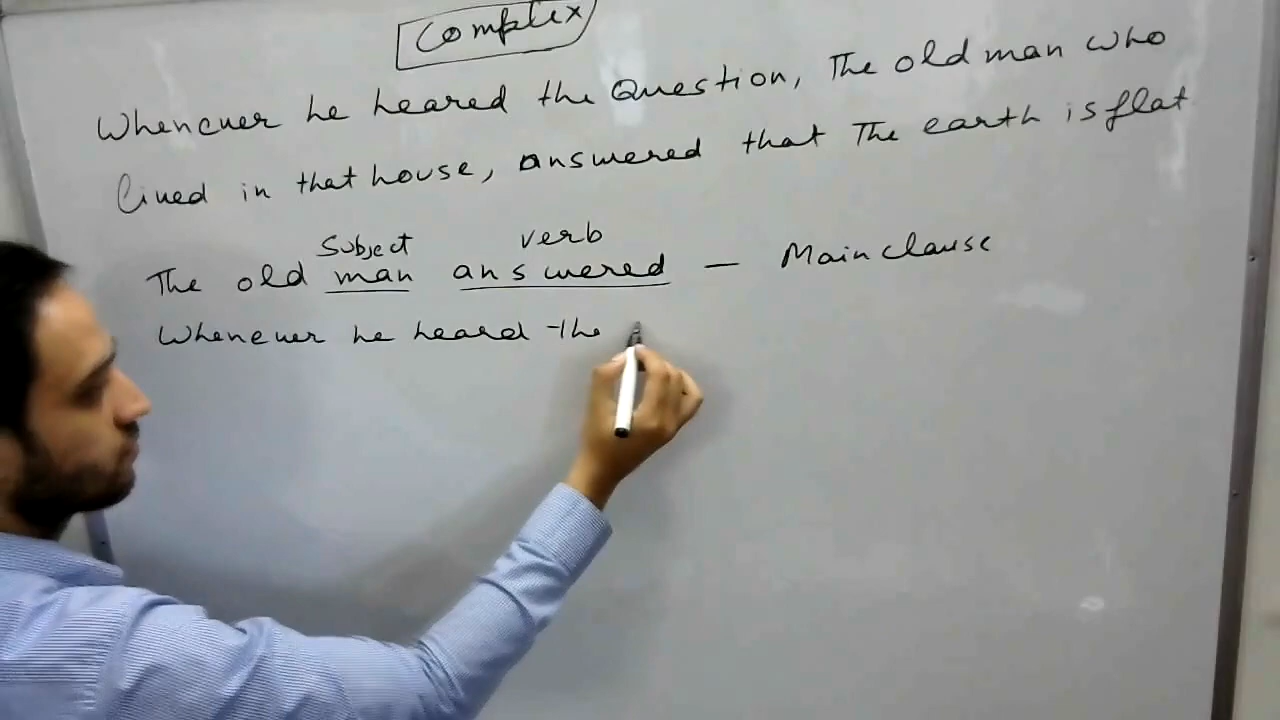 Complex
Whenever he heared the Question, The old man who
lived in that house, answered that The earth is flat
Subject verb
The old man answered — Main clause
Whenever he heard the